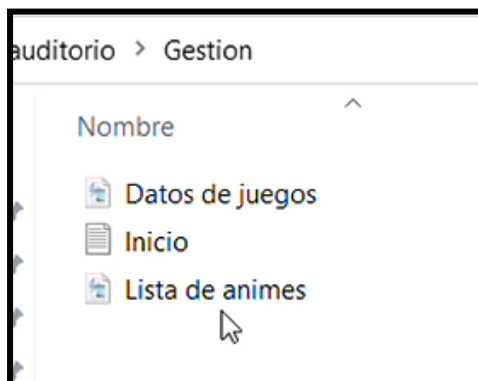 auditorio > Gestion
Nombre
Datos de juegos
Inicio
Lista de animes